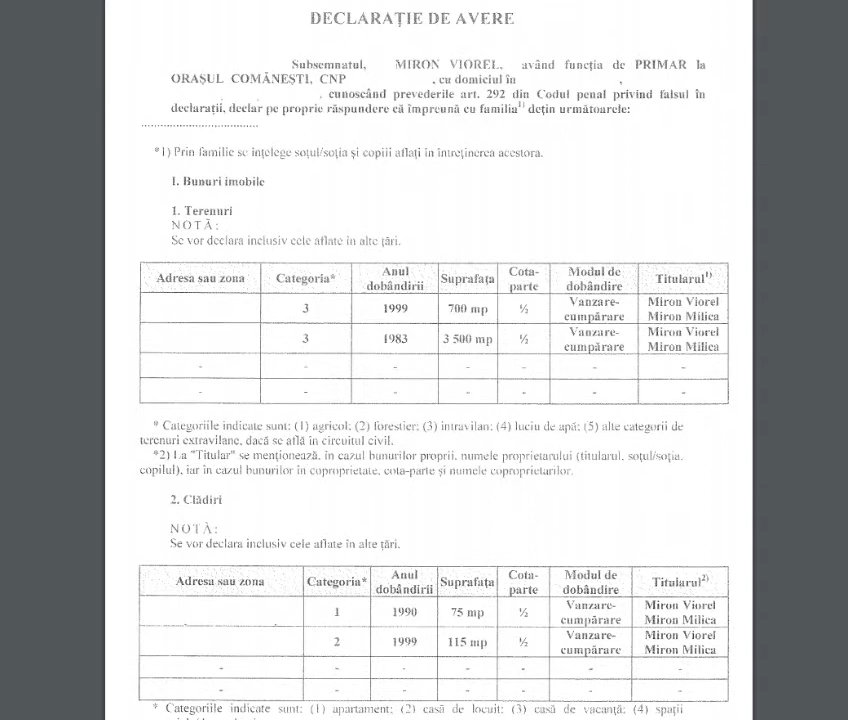 DECLARAȚIE DE AVERE
Subsemnatul, MIRON VIOREL, având funcția de PRIMAR la
ORAȘUL COMĂNEȘTI, CNP , cu domiciul în ,
, cunoscând prevederile art. 292 din Codul penal privind falsul în
declarații, declar pe proprie răspundere că împreună cu familia1) dețin următoarele:
....................................
*1) Prin familie se înțelege soțul/soția și copiii aflați în întreținerea acestora.
I. Bunuri imobile
1. Terenuri
NOTĂ:
Se vor declara inclusiv cele aflate în alte țări.
Adresa sau zona Categoria* Anul dobândirii Suprafața Cota-parte Modul de dobândire Titularul1)
3 1999 700 mp ½ Vanzare-cumpărare Miron Viorel Miron Milica
3 1983 3 500 mp ½ Vanzare-cumpărare Miron Viorel Miron Milica
- - - - - - -
- - - - - - -
* Categoriile indicate sunt: (1) agricol; (2) forestier; (3) intravilan; (4) luciu de apă; (5) alte categorii de
terenuri extravilane, dacă se află în circuitul civil.
*2) La "Titular" se menționează, în cazul bunurilor proprii, numele proprietarului (titularul, soțul/soția,
copilul), iar în cazul bunurilor în coproprietate, cota-parte și numele coproprietarilor.
2. Clădiri
NOTĂ:
Se vor declara inclusiv cele aflate în alte țări.
Adresa sau zona Categoria* Anul dobândirii Suprafața Cota-parte Modul de dobândire Titularul2)
1 1990 75 mp ½ Vanzare-cumpărare Miron Viorel Miron Milica
2 1999 115 mp ½ Vanzare-cumpărare Miron Viorel Miron Milica
- - - - - - -
- - - - - - -
* Categoriile indicate sunt: (1) apartament; (2) casă de locuit; (3) casă de vacanță; (4) spații